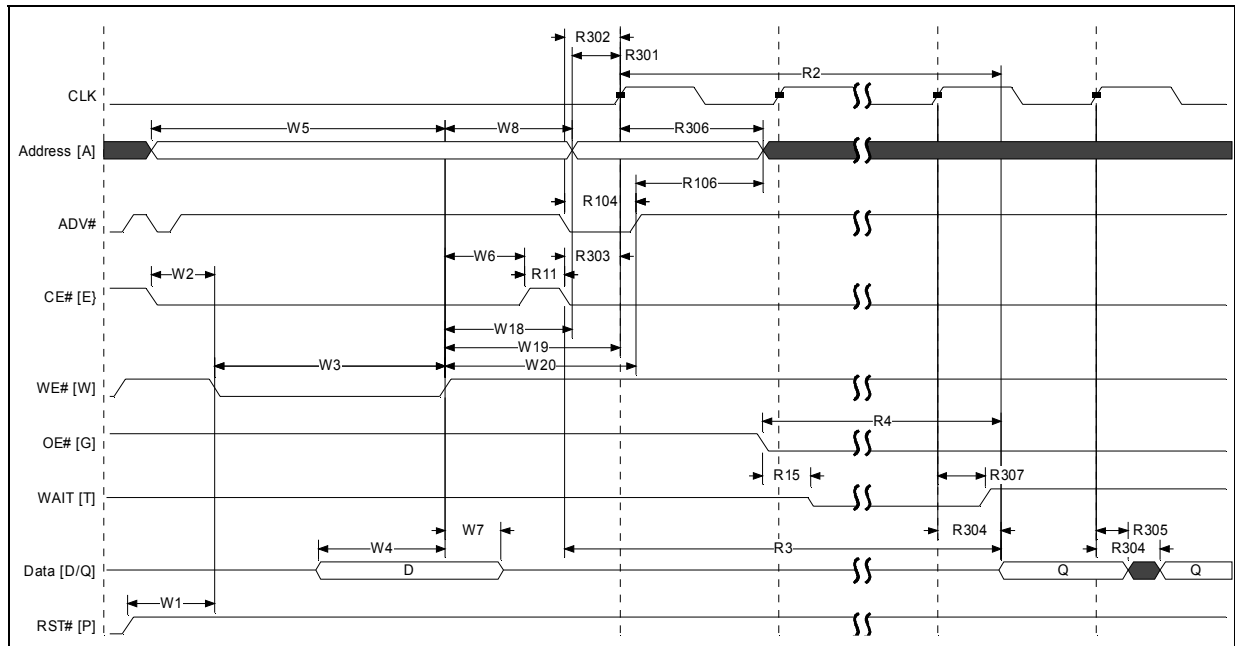 R302
R301
R2
CLK
W5
W8
R306
Address [A]
R106
R104
ADV#
W6
R303
W2
R11
CE# [E}
W18
W19
W3
W20
WE# [W]
R4
OE# [G]
R15
R307
WAIT [T]
W7
R304
R305
W4
R3
R304
Data [D/Q]
D
Q
Q
W1
RST# [P]